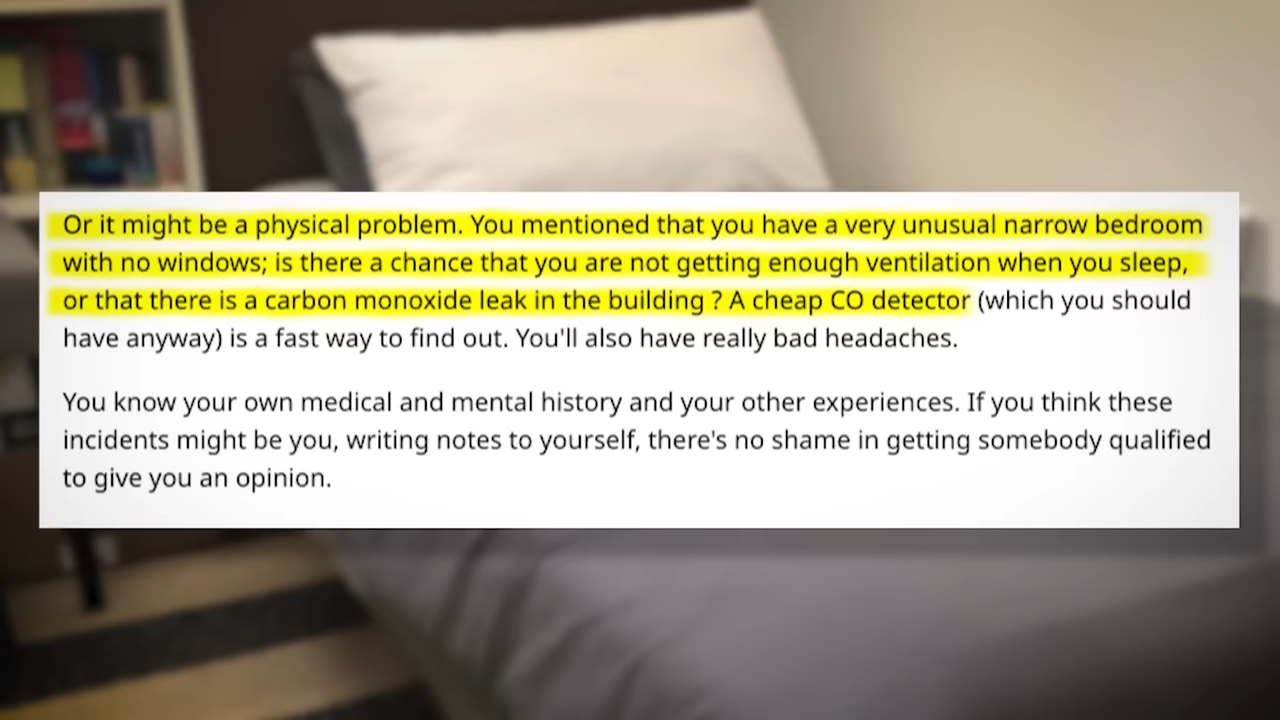 Or it might be a physical problem. You mentioned that you have a very unusual narrow bedroom
with no windows; is there a chance that you are not getting enough ventilation when you sleep,
or that there is a carbon monoxide leak in the building ? A cheap CO detector (which you should
have anyway) is a fast way to find out. You'll also have really bad headaches.
You know your own medical and mental history and your other experiences. If you think these
incidents might be you, writing notes to yourself, there's no shame in getting somebody qualified
to give you an opinion.